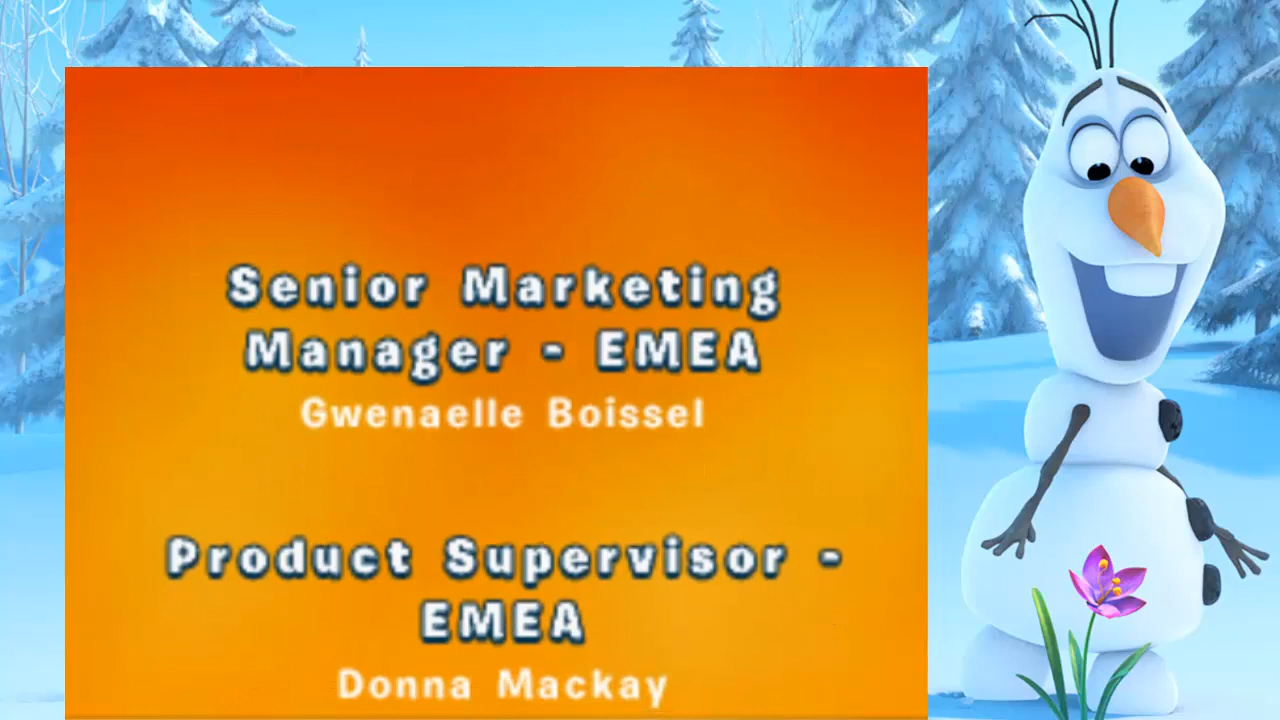 Senior Marketing
Manager - EMEA
Gwenaelle Boissel
Product Supervisor -
EMEA
Donna Mackay